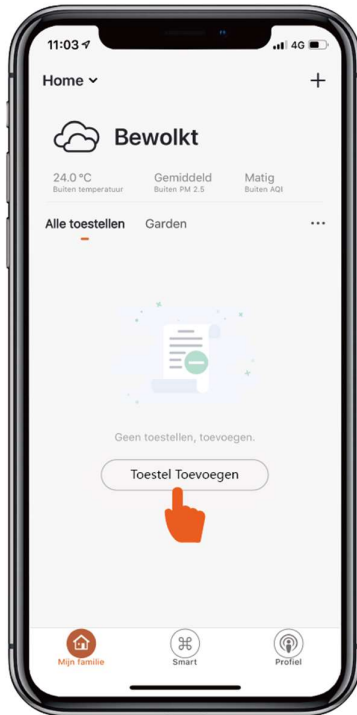 11:03
4G
Home
Bewolkt
24.0 °C
Buiten temperatuur
Gemiddeld
Buiten PM 2.5
Matig
Buiten AQI
Alle toestellen
Garden
Geen toestellen, toevoegen.
Toestel Toevoegen
Mijn familie
Smart
Profiel